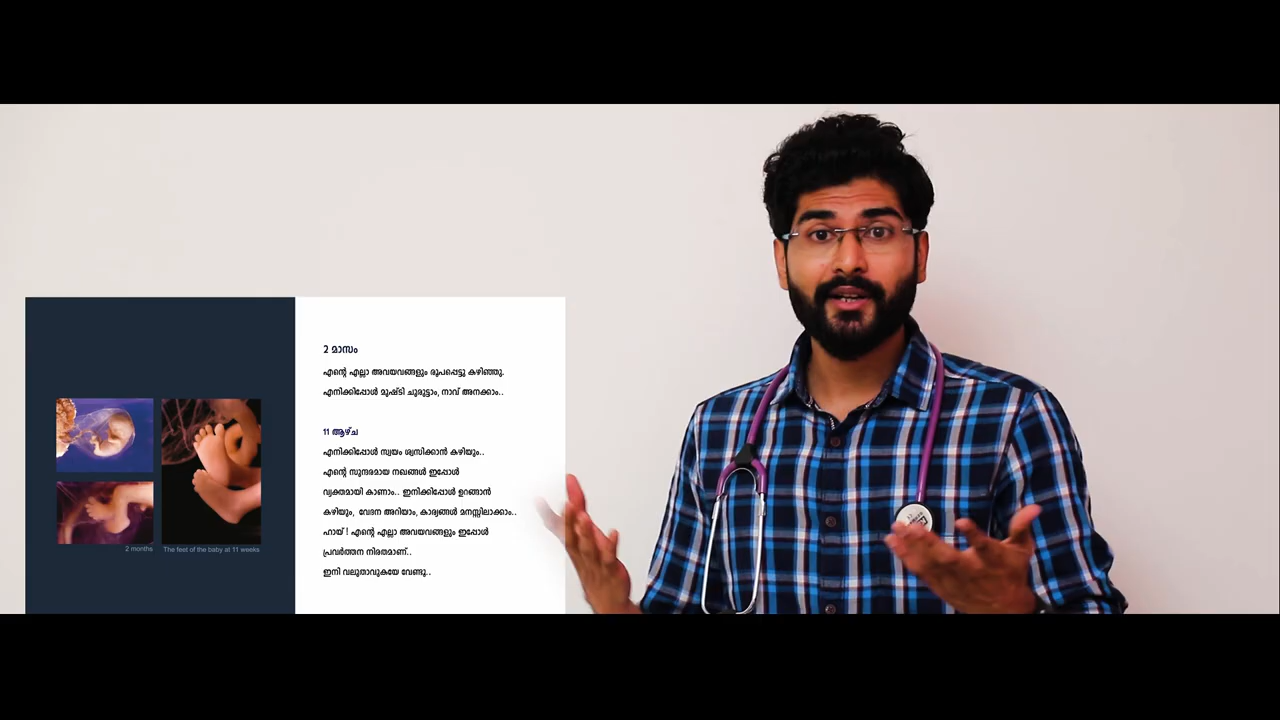 2 മാസം
എന്റെ എല്ലാ അവയവങ്ങളും രൂപപ്പെട്ടു കഴിഞ്ഞു.
എനിക്കിപ്പോൾ മുഷ്ടി ചുരുട്ടാം, നാവ് അനക്കാം..
11 ആഴ്ച
എനിക്കിപ്പോൾ സ്വയം ശ്വസിക്കാൻ കഴിയും..
എന്റെ സുന്ദരമായ നഖങ്ങൾ ഇപ്പോൾ
വ്യക്തമായി കാണാം.. ഇനിക്കിപ്പോൾ ഉറങ്ങാൻ
കഴിയും, വേദന അറിയാം, കാര്യങ്ങൾ മനസ്സിലാക്കാം..
ഹായ് ! എന്റെ എല്ലാ അവയവങ്ങളും ഇപ്പോൾ
പ്രവർത്തന നിരതമാണ്..
ഇനി വലുതാവുകയേ വേണ്ടൂ..
2 months
The feet of the baby at 11 weeks